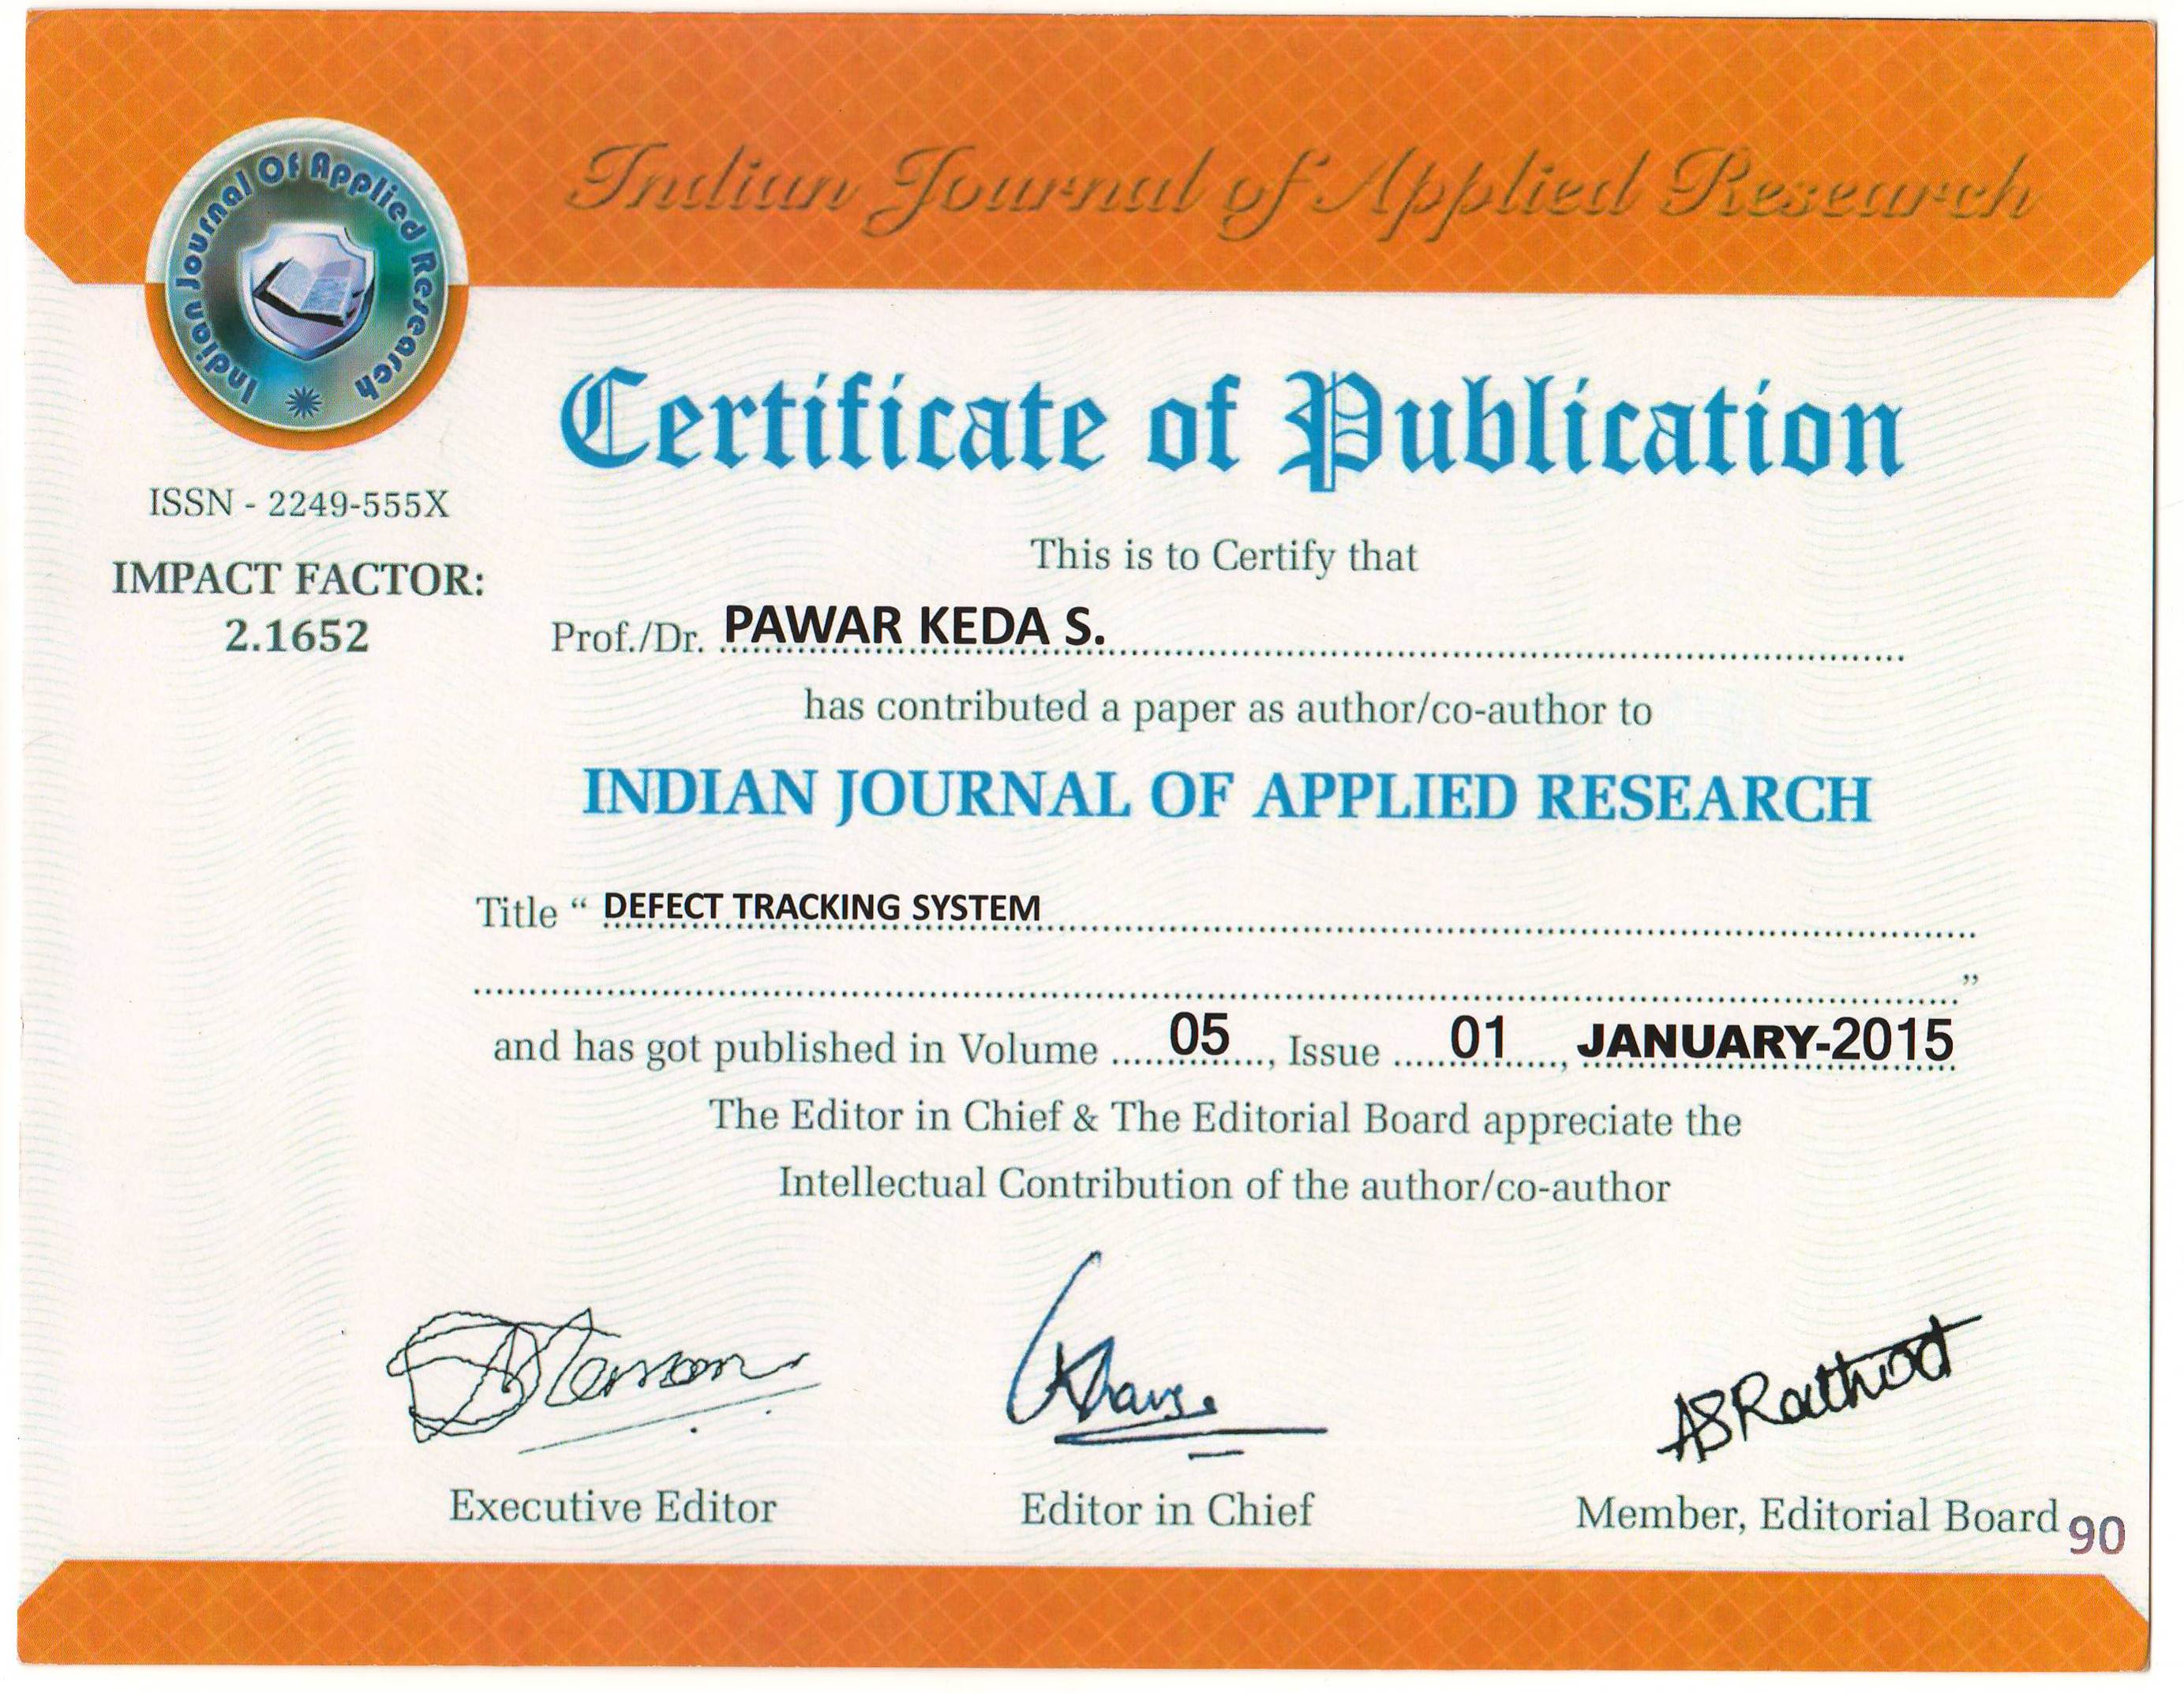 Indian Journal of Applied Research
Indian Journal Of Applied Research
ISSN - 2249-555X
IMPACT FACTOR:
2.1652
Certificate of Publication
This is to Certify that
Prof./Dr. PAWAR KEDA S.
has contributed a paper as author/co-author to
INDIAN JOURNAL OF APPLIED RESEARCH
Title “ DEFECT TRACKING SYSTEM
”
and has got published in Volume 05, Issue 01, JANUARY-2015
The Editor in Chief & The Editorial Board appreciate the
Intellectual Contribution of the author/co-author
ASRathod
Executive Editor
Editor in Chief
Member, Editorial Board
90